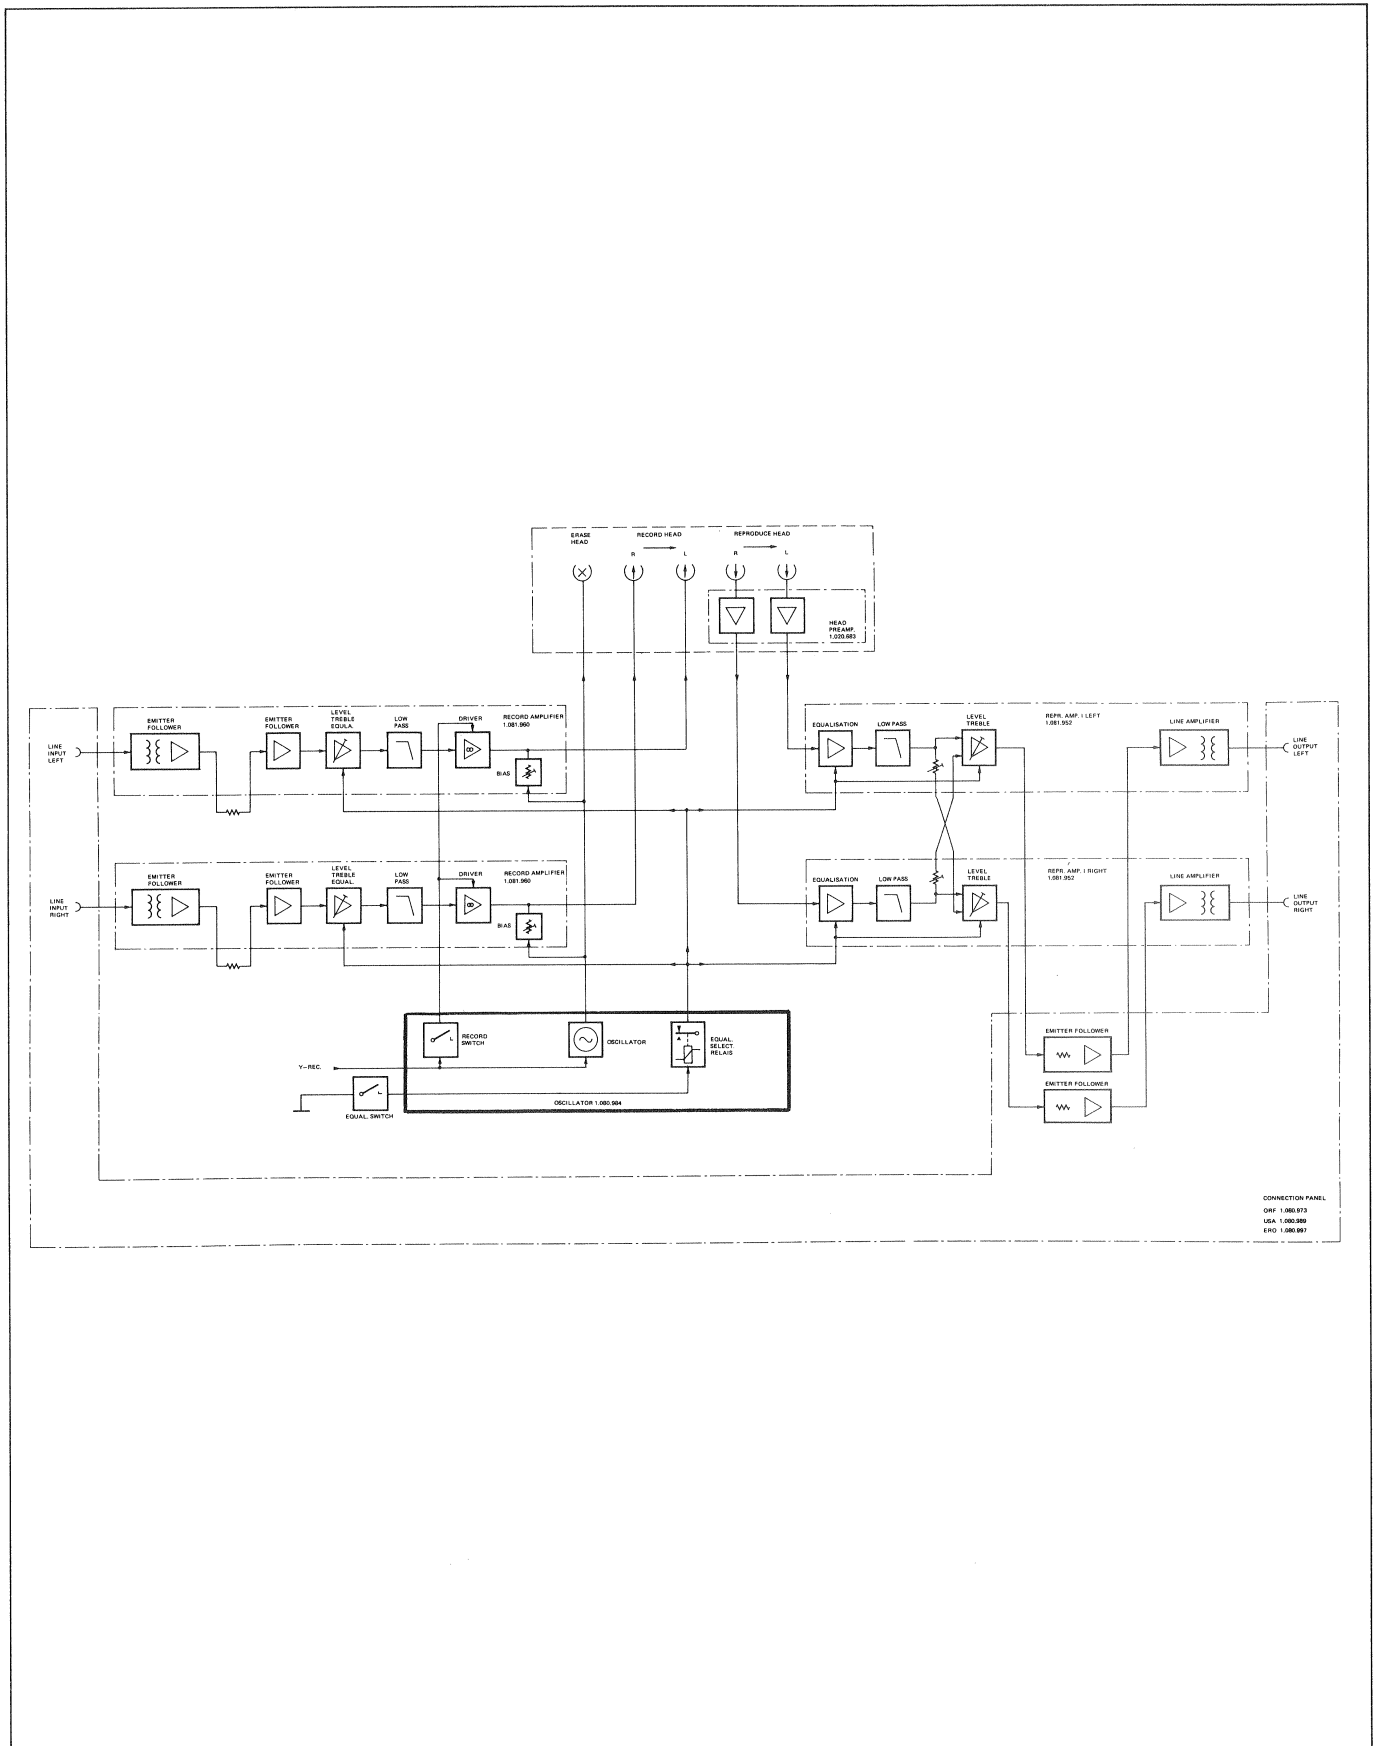 ERASE
HEAD
RECORD HEAD
R
L
REPRODUCE HEAD
R
L
HEAD
PREAMP.
1.020.683
LINE
INPUT
LEFT
EMITTER
FOLLOWER
EMITTER
FOLLOWER
LEVEL
TREBLE
EQULA.
LOW
PASS
DRIVER
RECORD AMPLIFIER
1.081.960
BIAS
EQUALISATION
LOW PASS
LEVEL
TREBLE
REPR. AMP. I LEFT
1.081.952
LINE AMPLIFIER
LINE
OUTPUT
LEFT
LINE
INPUT
RIGHT
EMITTER
FOLLOWER
EMITTER
FOLLOWER
LEVEL
TREBLE
EQUAL.
LOW
PASS
DRIVER
RECORD AMPLIFIER
1.081.960
BIAS
EQUALISATION
LOW PASS
LEVEL
TREBLE
REPR. AMP. I RIGHT
1.081.952
LINE AMPLIFIER
LINE
OUTPUT
RIGHT
L
RECORD
SWITCH
OSCILLATOR
EQUAL.
SELECT.
RELAIS
Y-REC.
L
EQUAL. SWITCH
OSCILLATOR 1.080.984
EMITTER FOLLOWER
EMITTER FOLLOWER
CONNECTION PANEL
ORF 1.080.973
USA 1.080.989
ERO 1.080.997